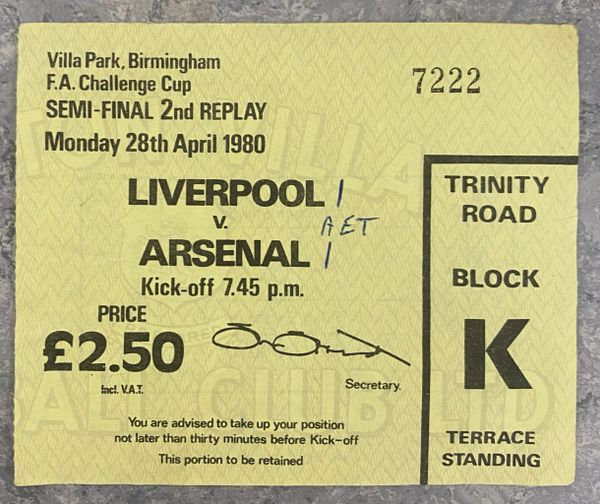 Villa Park, Birmingham
F.A. Challenge Cup
SEMI-FINAL 2nd REPLAY
Monday 28th April 1980
7222
LIVERPOOL 1
V. AET
ARSENAL 1
Kick-off 7.45 p.m.
PRICE
£2.50
Incl. V.A.T.
Secretary.
You are advised to take up your position
not later than thirty minutes before Kick-off
This portion to be retained
TRINITY
ROAD
BLOCK
K
TERRACE
STANDING